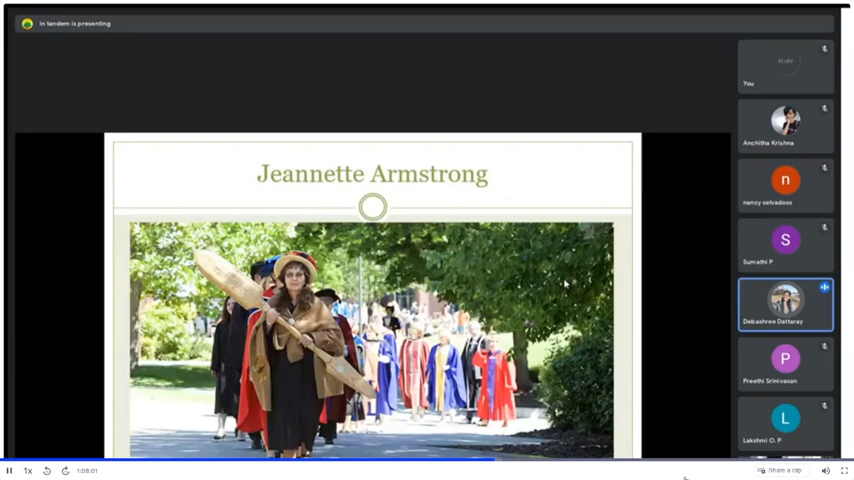 in tandem is presenting
You
Anchitha Krishna
Jeannette Armstrong
n
nancy selvadoss
S
Sumathi P
Debashree Dattaray
P
Preethi Srinivasan
L
Lakshmi O. P
1x
1:08:01
Share a clip